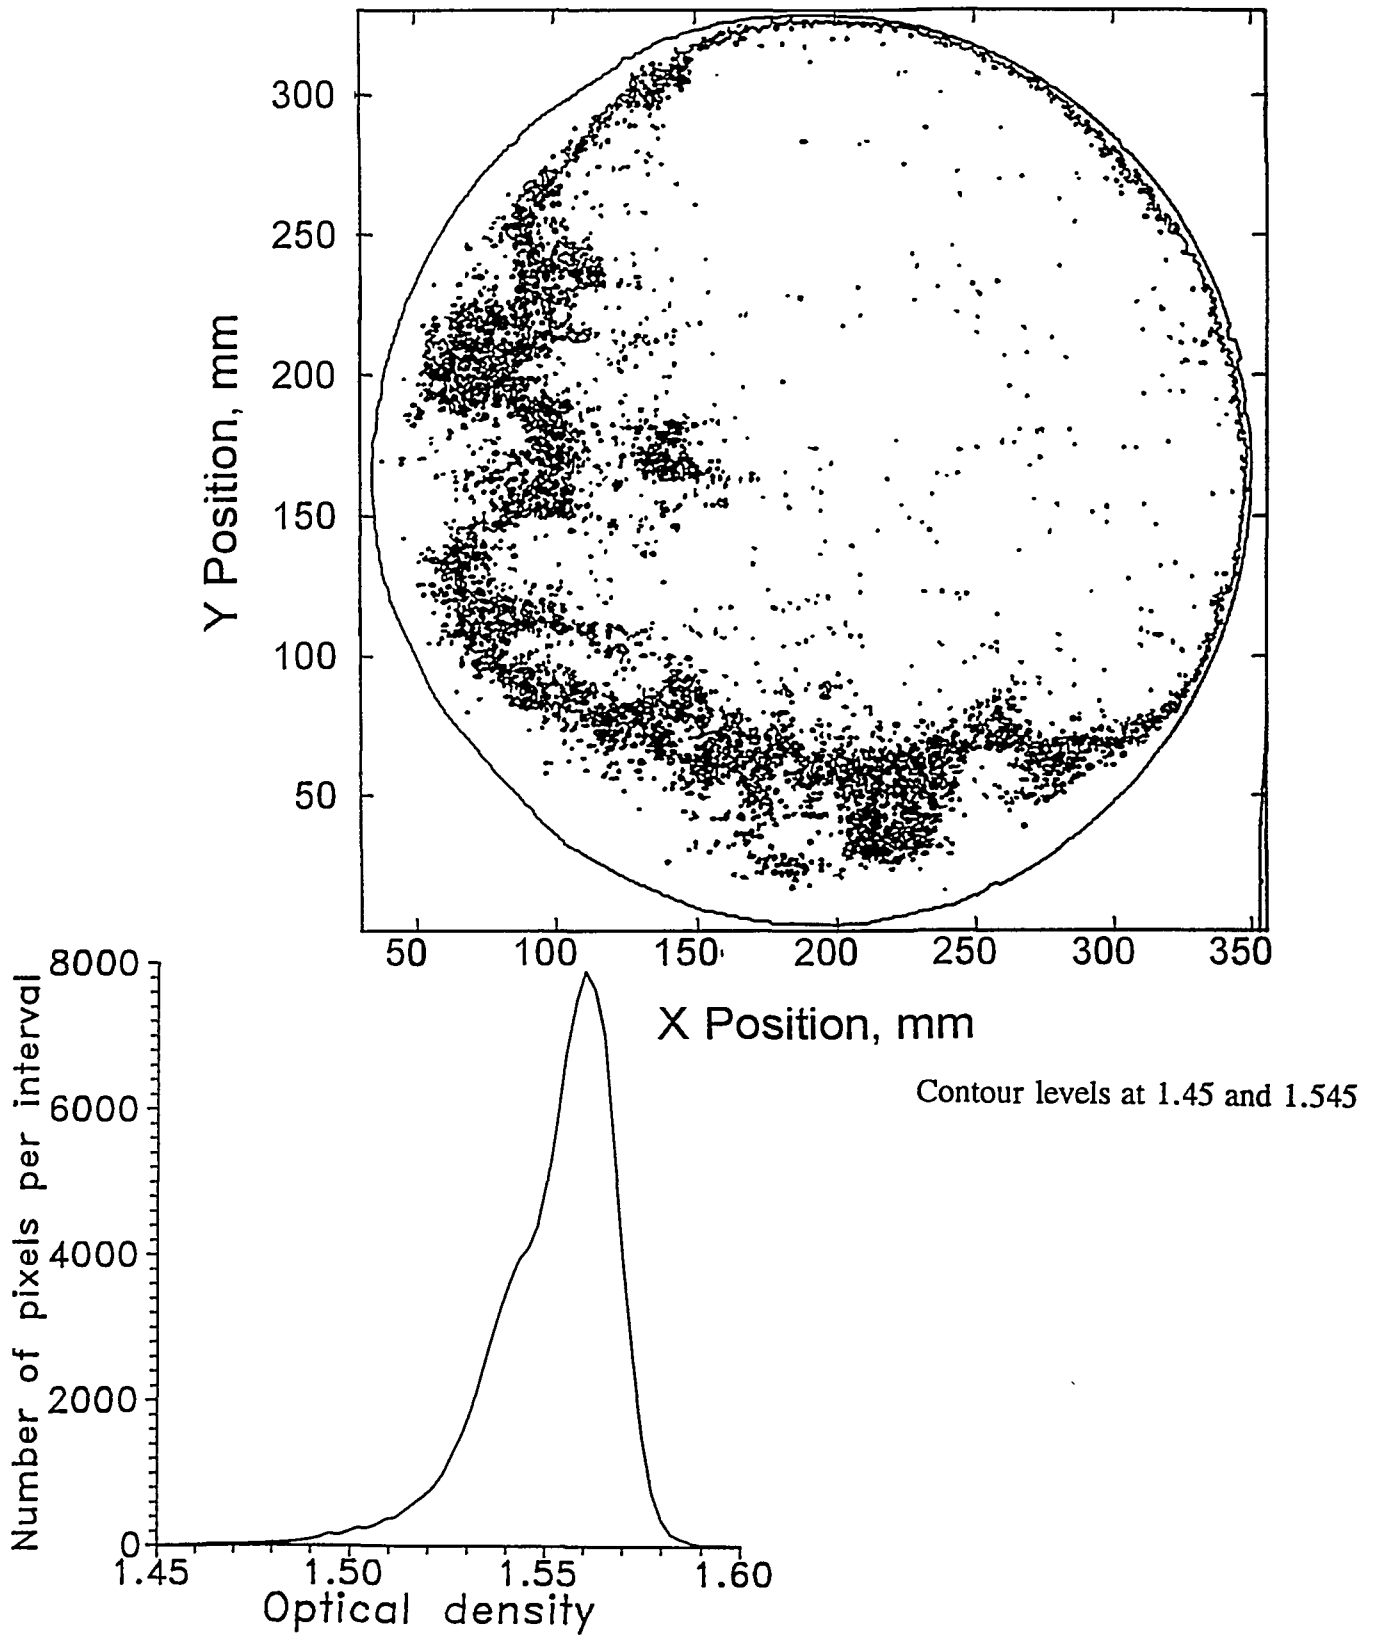 300
250
200
150
100
50
Y Position, mm
50 100 150 200 250 300 350
X Position, mm
Contour levels at 1.45 and 1.545
8000
6000
4000
2000
0
Number of pixels per interval
1.45 1.50 1.55 1.60
Optical density